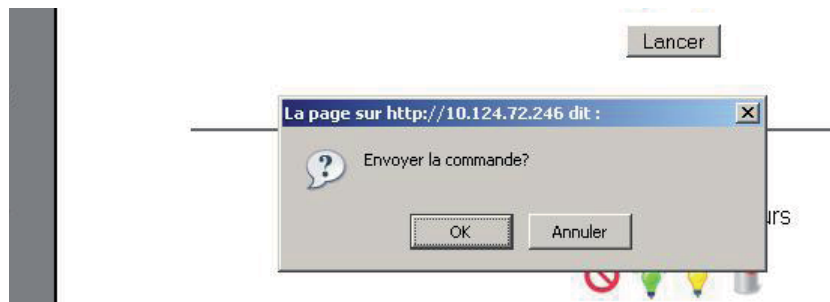 Lancer
La page sur http://10.124.72.246 dit :
Envoyer la commande?
OK
Annuler